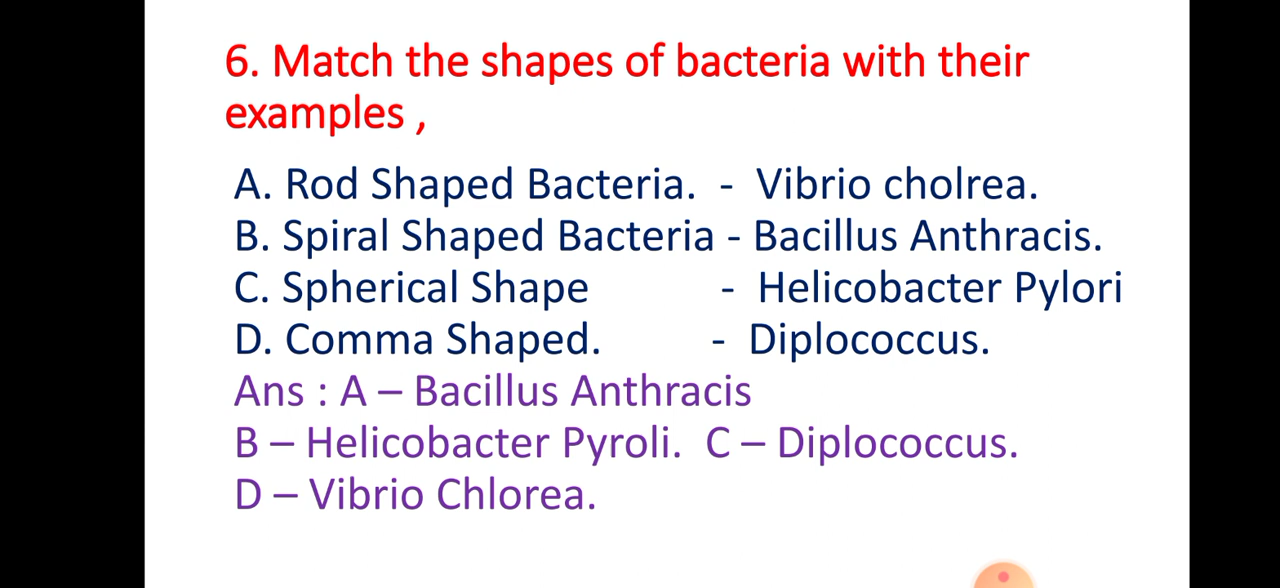 6. Match the shapes of bacteria with their
examples ,
A. Rod Shaped Bacteria. - Vibrio cholrea.
B. Spiral Shaped Bacteria - Bacillus Anthracis.
C. Spherical Shape - Helicobacter Pylori
D. Comma Shaped. - Diplococcus.
Ans : A – Bacillus Anthracis
B – Helicobacter Pyroli. C – Diplococcus.
D – Vibrio Chlorea.